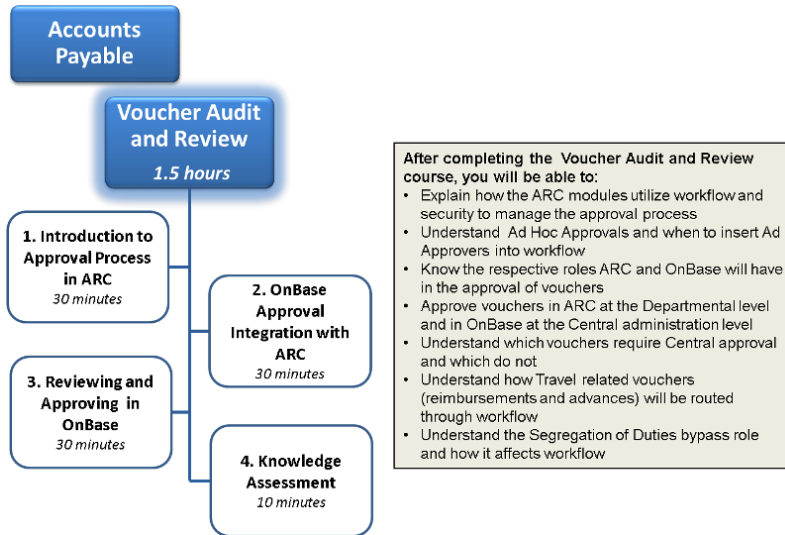 Accounts
Payable
Voucher Audit
and Review
1.5 hours
1. Introduction to
Approval Process
in ARC
30 minutes
2. OnBase
Approval
Integration with
ARC
30 minutes
3. Reviewing and
Approving in
OnBase
30 minutes
4. Knowledge
Assessment
10 minutes
After completing the Voucher Audit and Review
course, you will be able to:
• Explain how the ARC modules utilize workflow and
security to manage the approval process
• Understand Ad Hoc Approvals and when to insert Ad
Approvers into workflow
• Know the respective roles ARC and OnBase will have
in the approval of vouchers
• Approve vouchers in ARC at the Departmental level
and in OnBase at the Central administration level
• Understand which vouchers require Central approval
and which do not
• Understand how Travel related vouchers
(reimbursements and advances) will be routed
through workflow
• Understand the Segregation of Duties bypass role
and how it affects workflow